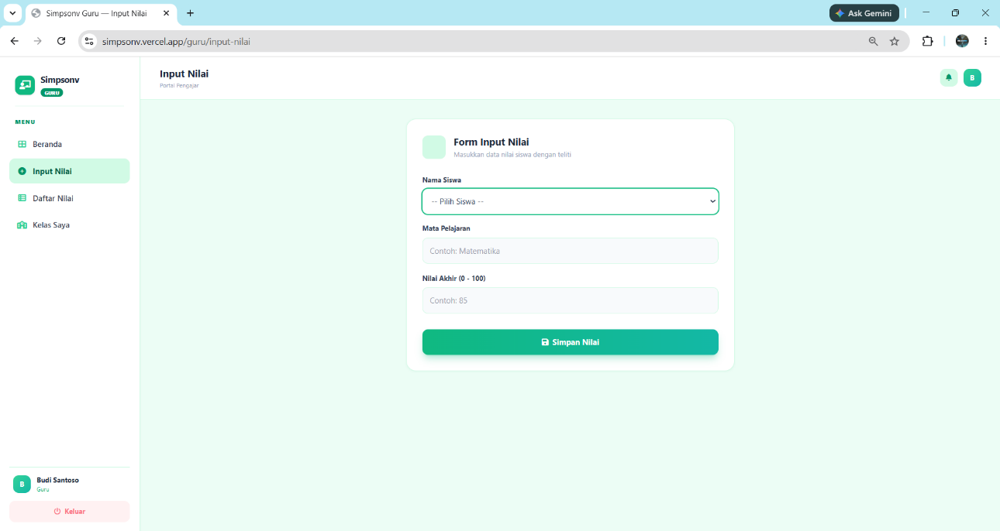 Simpsonv Guru — Input Nilai
Ask Gemini
simpsonv.vercel.app/guru/input-nilai
Simpsonv
GURU
MENU
Beranda
Input Nilai
Daftar Nilai
Kelas Saya
Budi Santoso
B
Guru
Keluar
Input Nilai
Portal Pengajar
B
Form Input Nilai
Masukkan data nilai siswa dengan teliti
Nama Siswa
-- Pilih Siswa --
Mata Pelajaran
Contoh: Matematika
Nilai Akhir (0 - 100)
Contoh: 85
Simpan Nilai